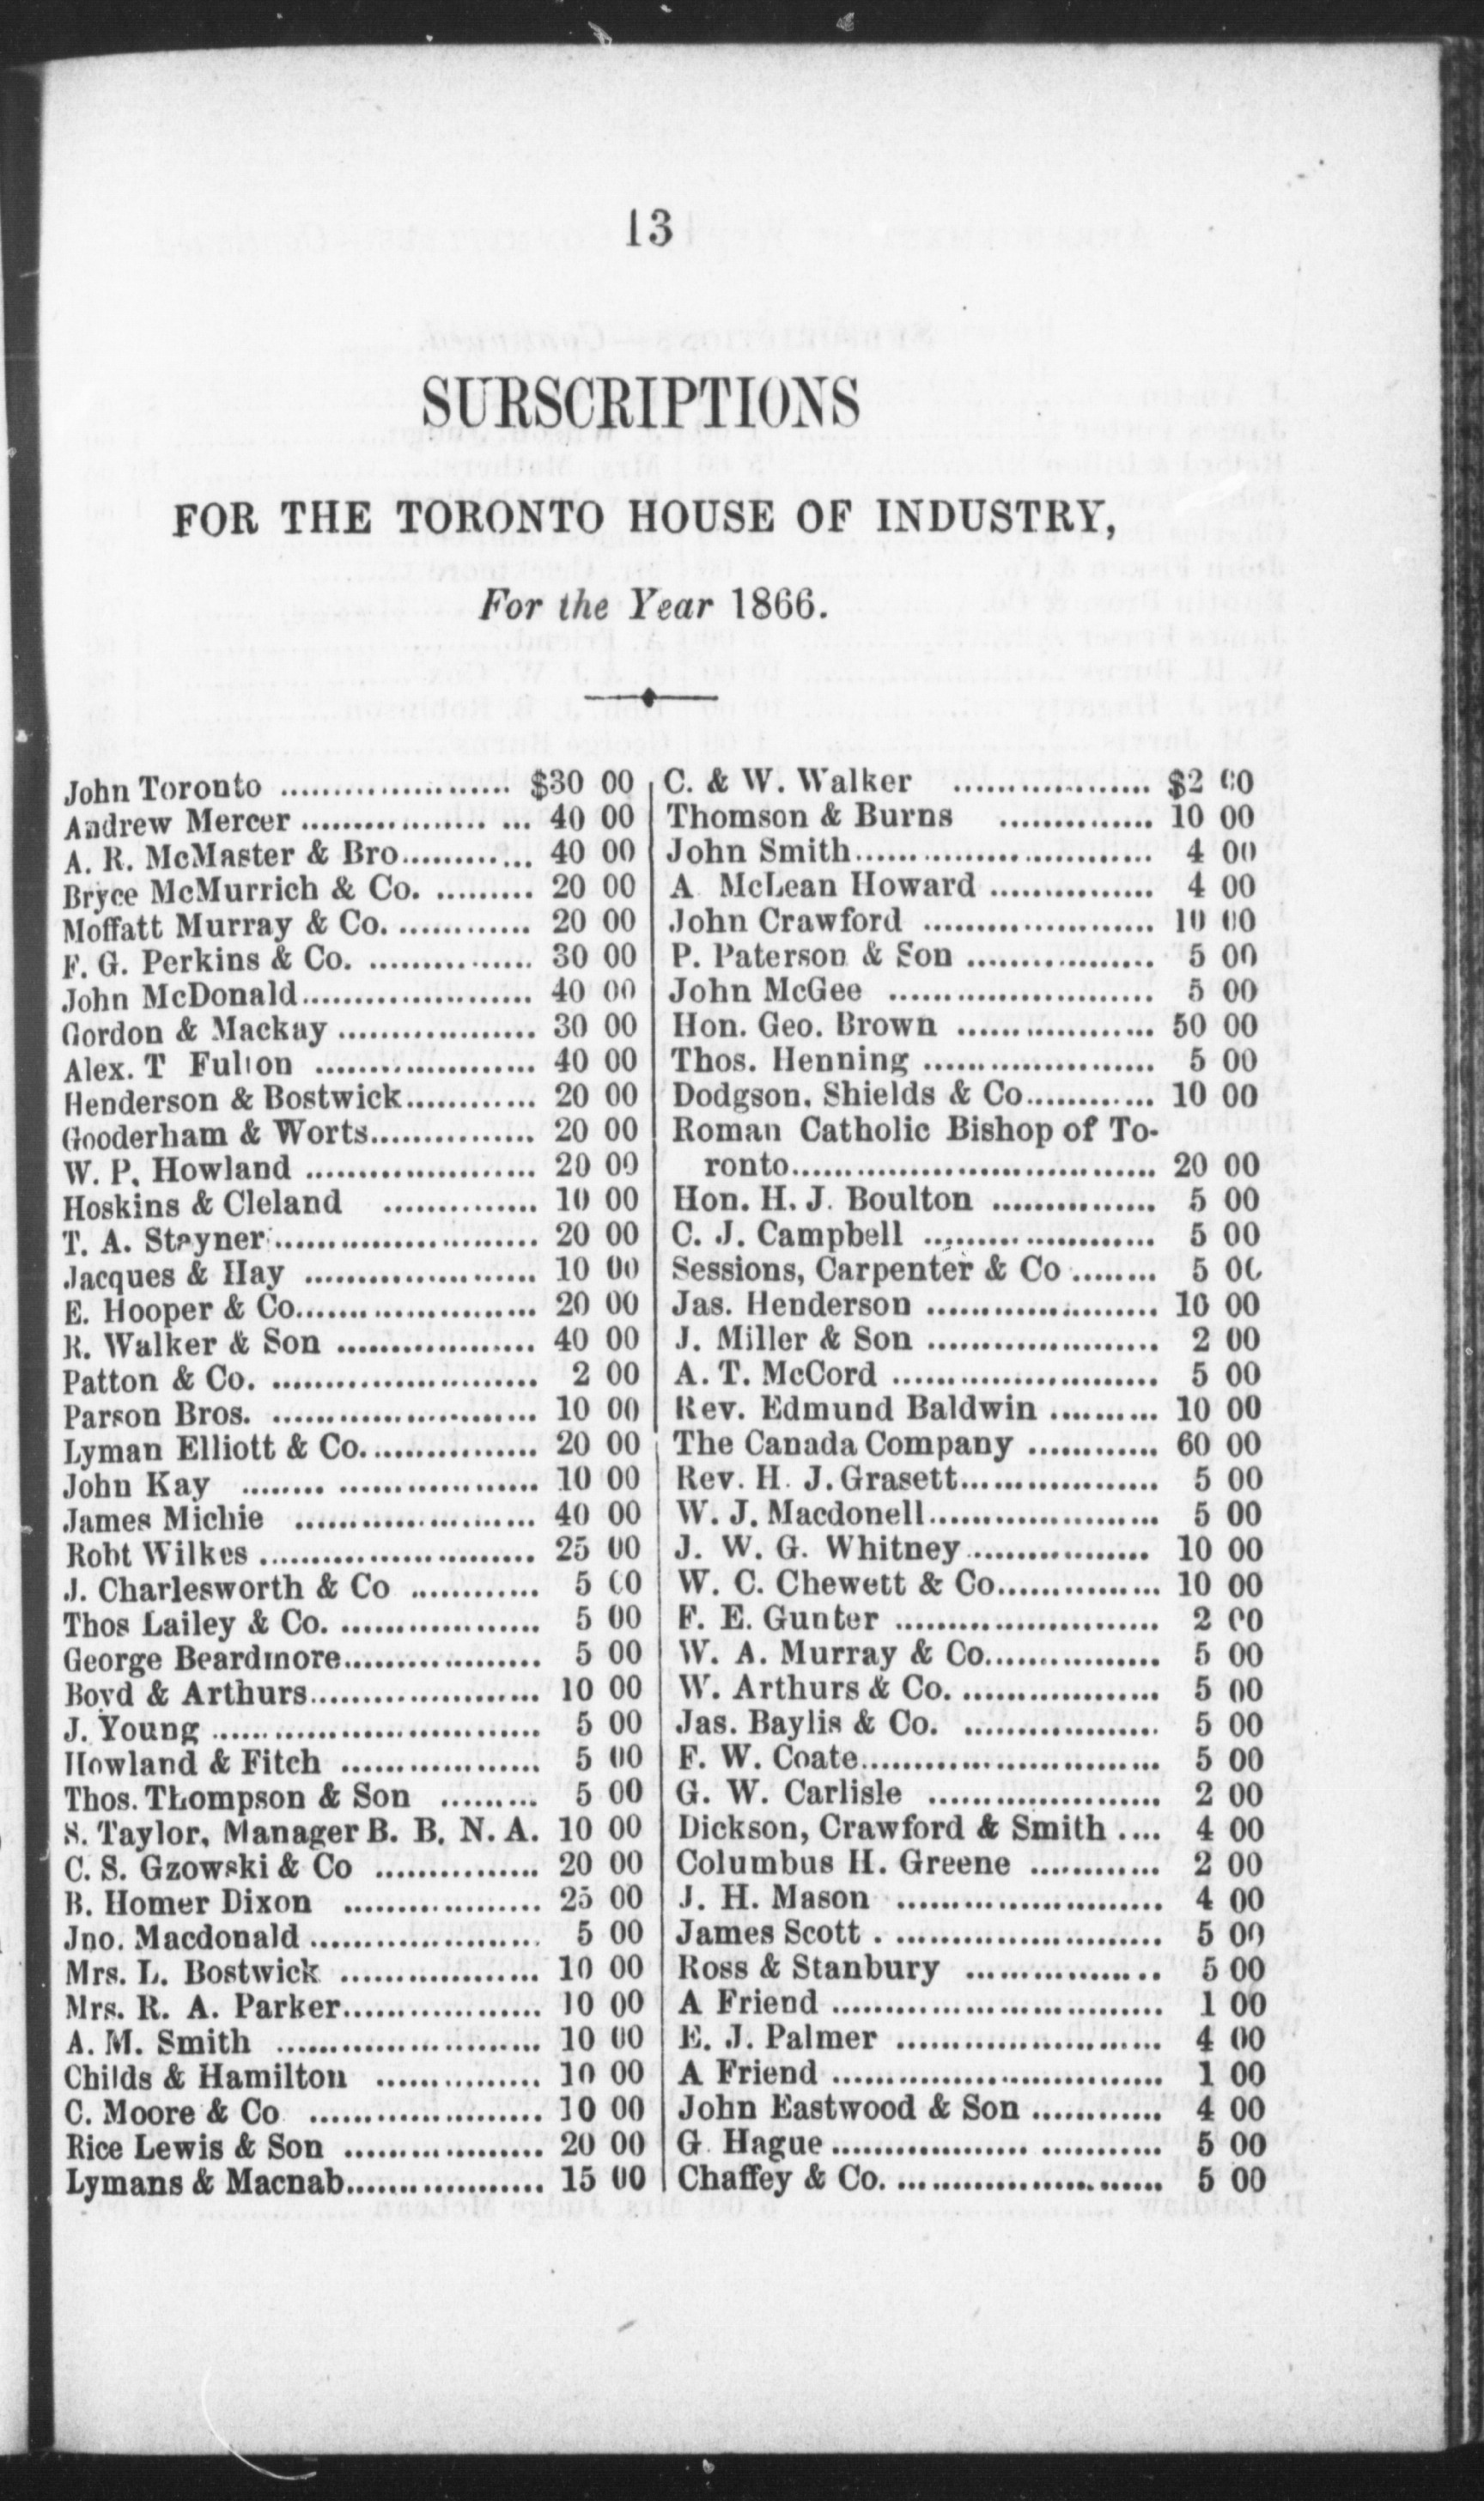 13
SURSCRIPTIONS
FOR THE TORONTO HOUSE OF INDUSTRY,
For the Year 1866.
John Toronto ..................... $30 00
Andrew Mercer ................. ... 40 00
A. R. McMaster & Bro............ 40 00
Bryce McMurrich & Co. ......... 20 00
Moffatt Murray & Co. ............ 20 00
F. G. Perkins & Co. ............... 30 00
John McDonald...................... 40 00
Gordon & Mackay .................. 30 00
Alex. T Fulton ..................... 40 00
Henderson & Bostwick............ 20 00
Gooderham & Worts............... 20 00
W. P. Howland ...................... 20 00
Hoskins & Cleland .............. 10 00
T. A. Stayner......................... 20 00
Jacques & Hay ...................... 10 00
E. Hooper & Co....................... 20 00
R. Walker & Son ................... 40 00
Patton & Co. ......................... 2 00
Parson Bros. ......................... 10 00
Lyman Elliott & Co................. 20 00
John Kay ........ ................... 10 00
James Michie ....................... 40 00
Robt Wilkes .......................... 25 00
J. Charlesworth & Co ............ 5 00
Thos Lailey & Co. ................... 5 00
George Beardmore................... 5 00
Boyd & Arthurs...................... 10 00
J. Young ............................... 5 00
Howland & Fitch ................... 5 00
Thos. Thompson & Son ......... 5 00
S. Taylor, Manager B. B. N. A. 10 00
C. S. Gzowski & Co ............... 20 00
B. Homer Dixon ................... 25 00
Jno. Macdonald ...................... 5 00
Mrs. L. Bostwick ................... 10 00
Mrs. R. A. Parker................... 10 00
A. M. Smith ......................... 10 00
Childs & Hamilton ............... 10 00
C. Moore & Co ...................... 10 00
Rice Lewis & Son ................... 20 00
Lymans & Macnab................... 15 00
C. & W. Walker ................... $2 00
Thomson & Burns .............. 10 00
John Smith............................ 4 00
A McLean Howard ............... 4 00
John Crawford ...................... 10 00
P. Paterson & Son .................. 5 00
John McGee ......................... 5 00
Hon. Geo. Brown ................... 50 00
Thos. Henning ...................... 5 00
Dodgson, Shields & Co............ 10 00
Roman Catholic Bishop of To-
ronto................................... 20 00
Hon. H. J. Boulton ............... 5 00
C. J. Campbell ...................... 5 00
Sessions, Carpenter & Co ........ 5 00
Jas. Henderson ...................... 10 00
J. Miller & Son ...................... 2 00
A. T. McCord ......................... 5 00
Rev. Edmund Baldwin .......... 10 00
The Canada Company ............ 60 00
Rev. H. J. Grasett................... 5 00
W. J. Macdonell...................... 5 00
J. W. G. Whitney................. 10 00
W. C. Chewett & Co............... 10 00
F. E. Gunter ......................... 2 00
W. A. Murray & Co................ 5 00
W. Arthurs & Co. ................... 5 00
Jas. Baylis & Co. ................... 5 00
F. W. Coate............................ 5 00
G. W. Carlisle ...................... 2 00
Dickson, Crawford & Smith .... 4 00
Columbus H. Greene ............ 2 00
J. H. Mason ......................... 4 00
James Scott . ......................... 5 00
Ross & Stanbury .................. 5 00
A Friend ............................... 1 00
E. J. Palmer ......................... 4 00
A Friend ............................... 1 00
John Eastwood & Son ............ 4 00
G. Hague ................... ........... 5 00
Chaffey & Co. ......................... 5 00